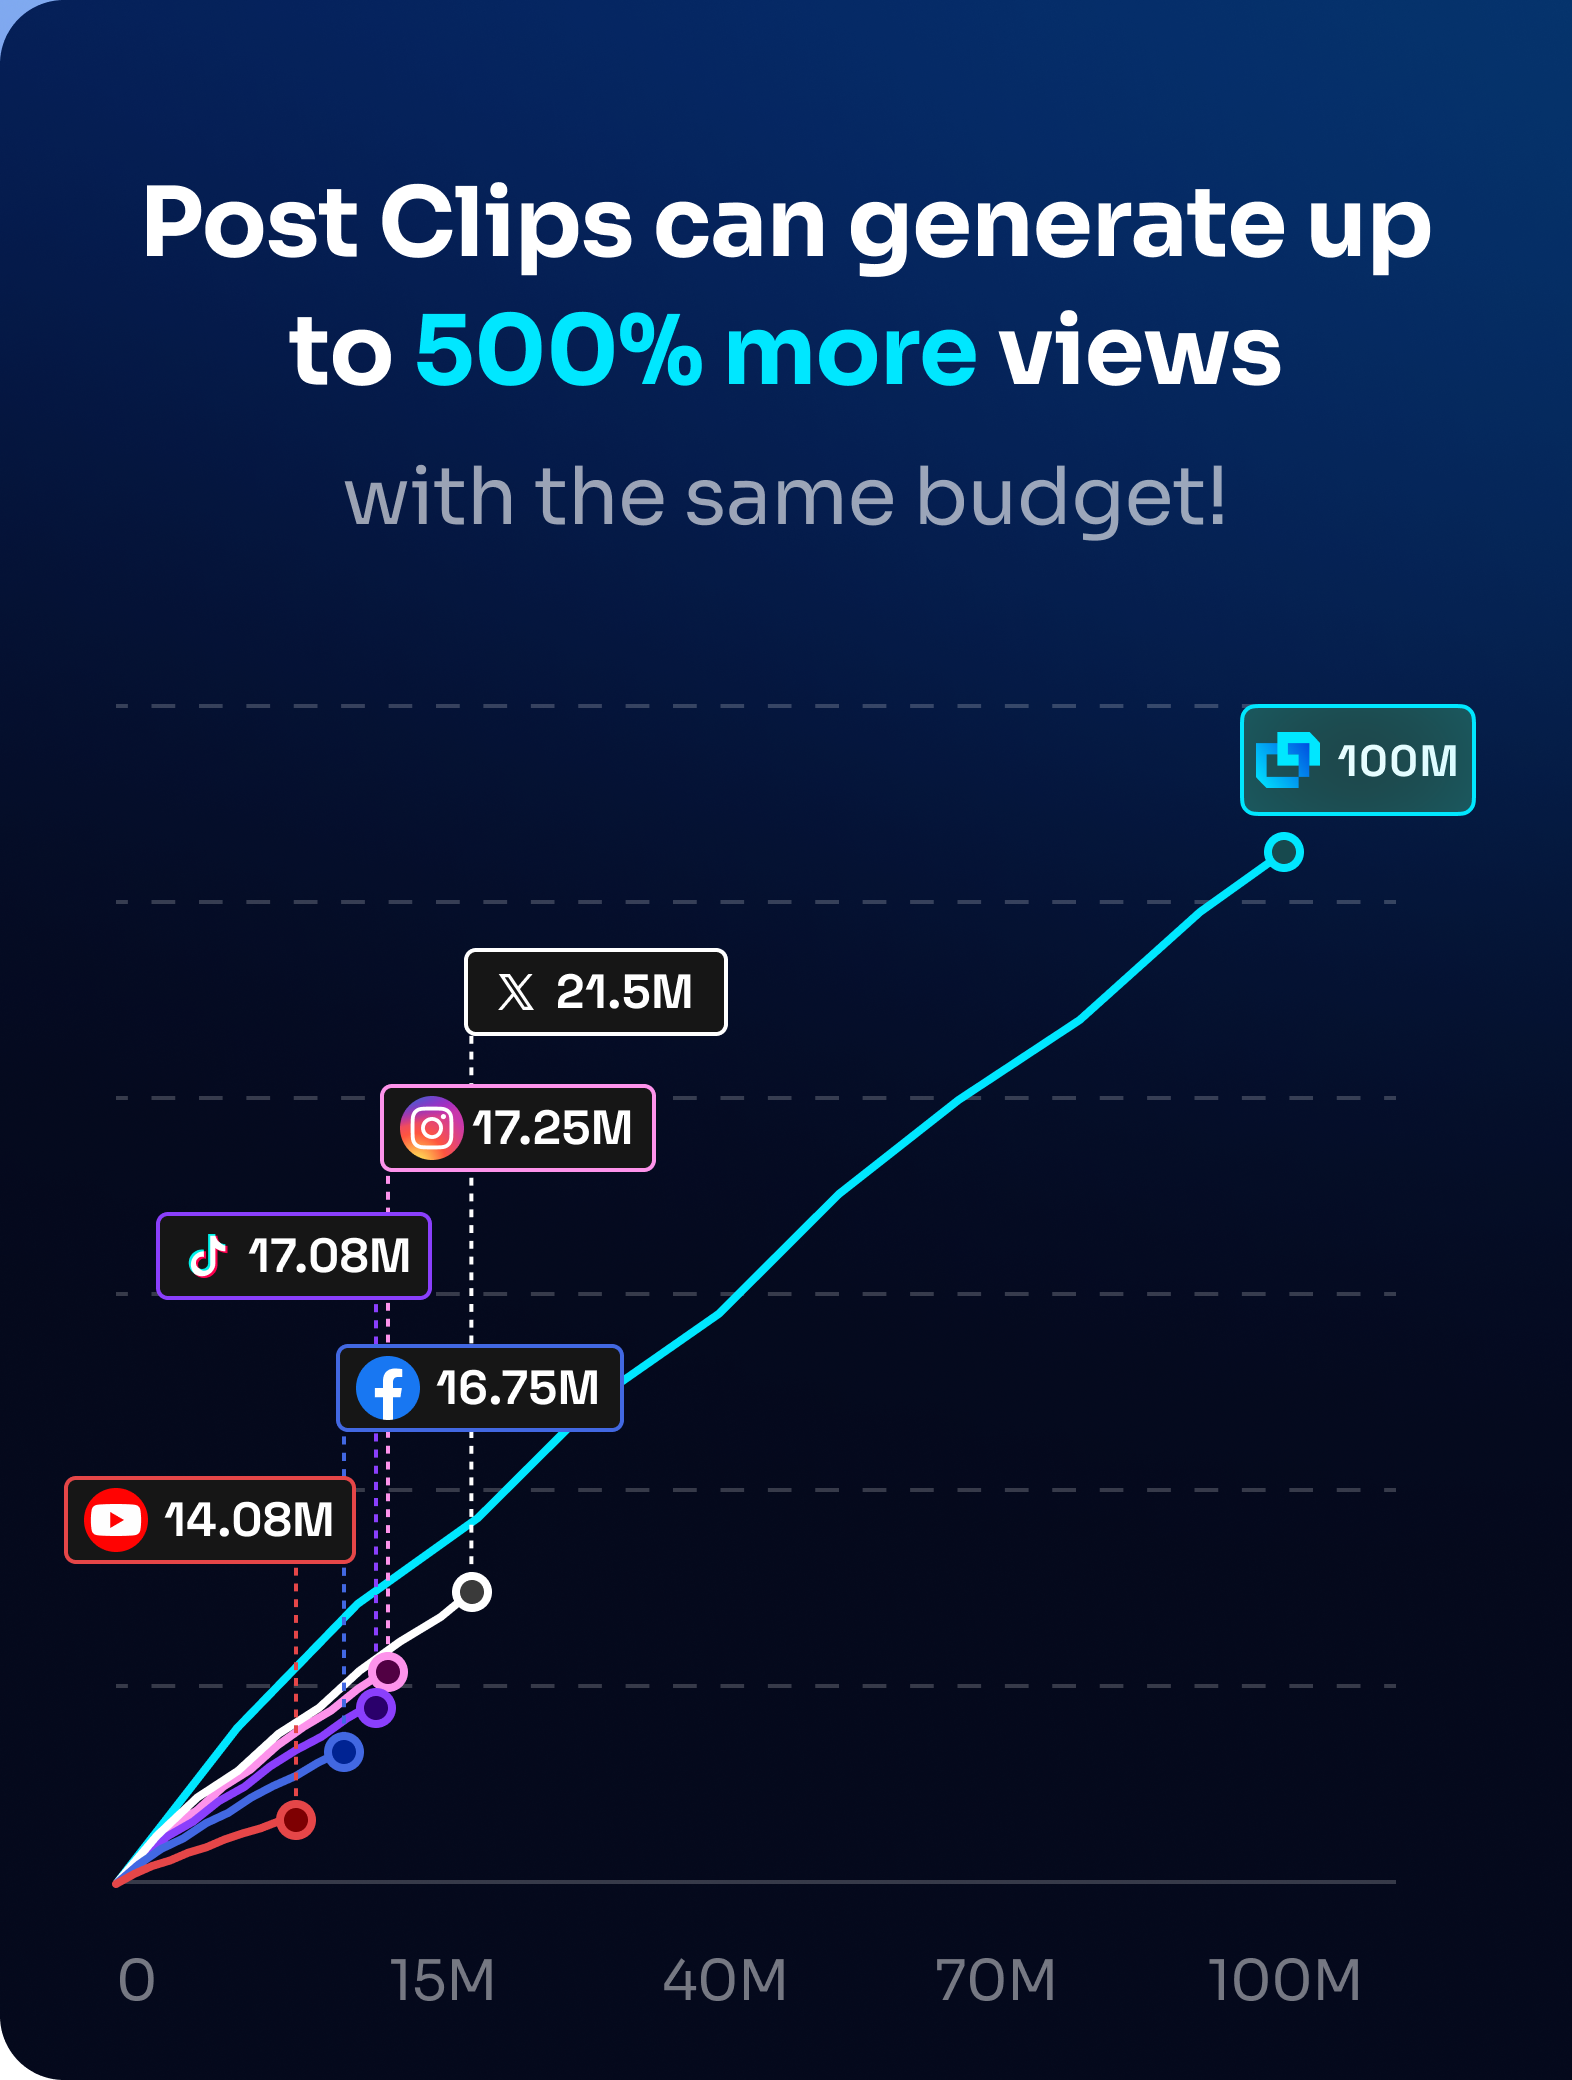 Post Clips can generate up
to 500% more views
with the same budget!
100M
21.5M
17.25M
17.08M
16.75M
14.08M
0 15M 40M 70M 100M